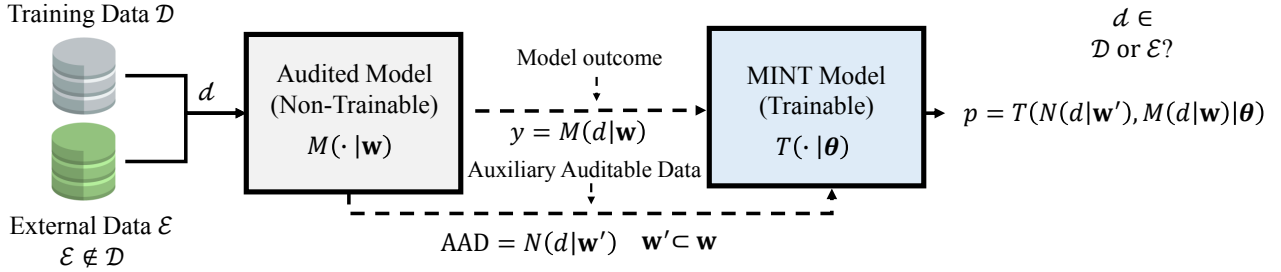 Training Data 𝒟
External Data ℰ
ℰ ∉ 𝒟
d
Audited Model
(Non-Trainable)
M(· |w)
Model outcome
y = M(d|w)
Auxiliary Auditable Data
AAD = N(d|w′) w′⊂ w
MINT Model
(Trainable)
T(· |θ)
d ∈
𝒟 or ℰ?
p = T(N(d|w′), M(d|w)|θ)